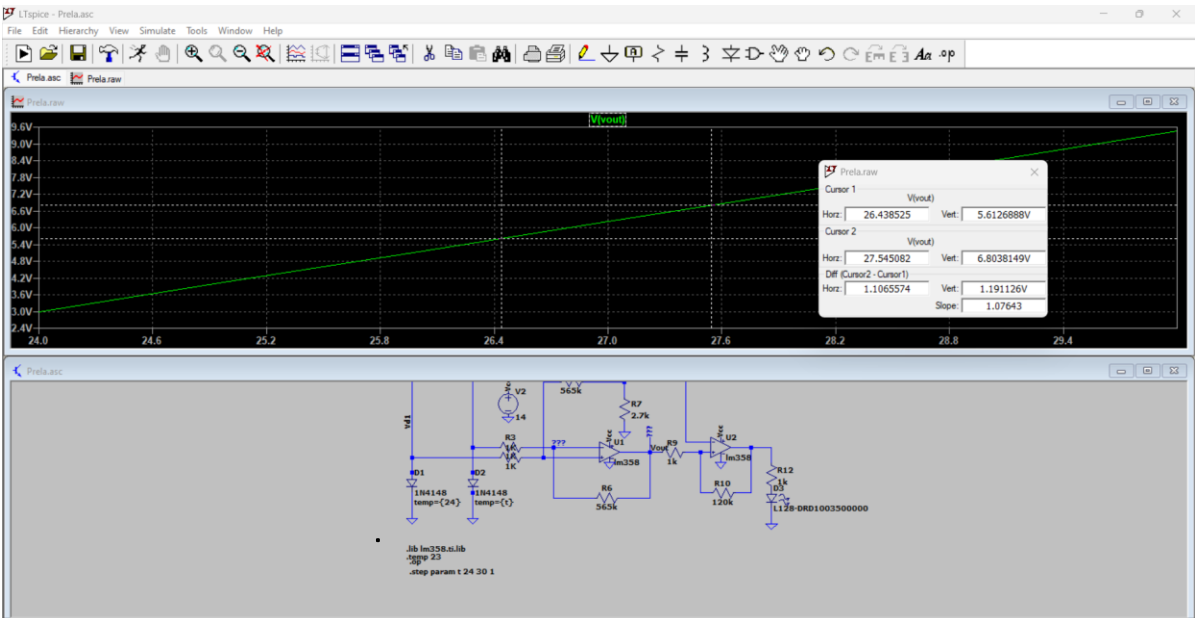 LTspice - Prela.asc
File Edit Hierarchy View Simulate Tools Window Help
Prela.asc Prela.raw
Prela.raw
V(vout)
9.6V
9.0V
8.4V
7.8V
7.2V
6.6V
6.0V
5.4V
4.8V
4.2V
3.6V
3.0V
2.4V
24.0 24.6 25.2 25.8 26.4 27.0 27.6 28.2 28.8 29.4
Prela.raw
Cursor 1
V(vout)
Horz: 26.438525 Vert: 5.6126888V
Cursor 2
V(vout)
Horz: 27.545082 Vert: 6.8038149V
Diff (Cursor2 - Cursor1)
Horz: 1.1065574 Vert: 1.191126V
Slope: 1.07643
Prela.asc
V2
14
565k
R7
2.7k
R3
1K
1K
???
Vcc
U1
lm358
???
Vout
R9
1k
Vcc
U2
lm358
R12
1k
D1
1N4148
temp={24}
D2
1N4148
temp={t}
R6
565k
R10
120k
D3
L128-DRD1003500000
.lib lm358.ti.lib
.temp 23
.op
.step param t 24 30 1